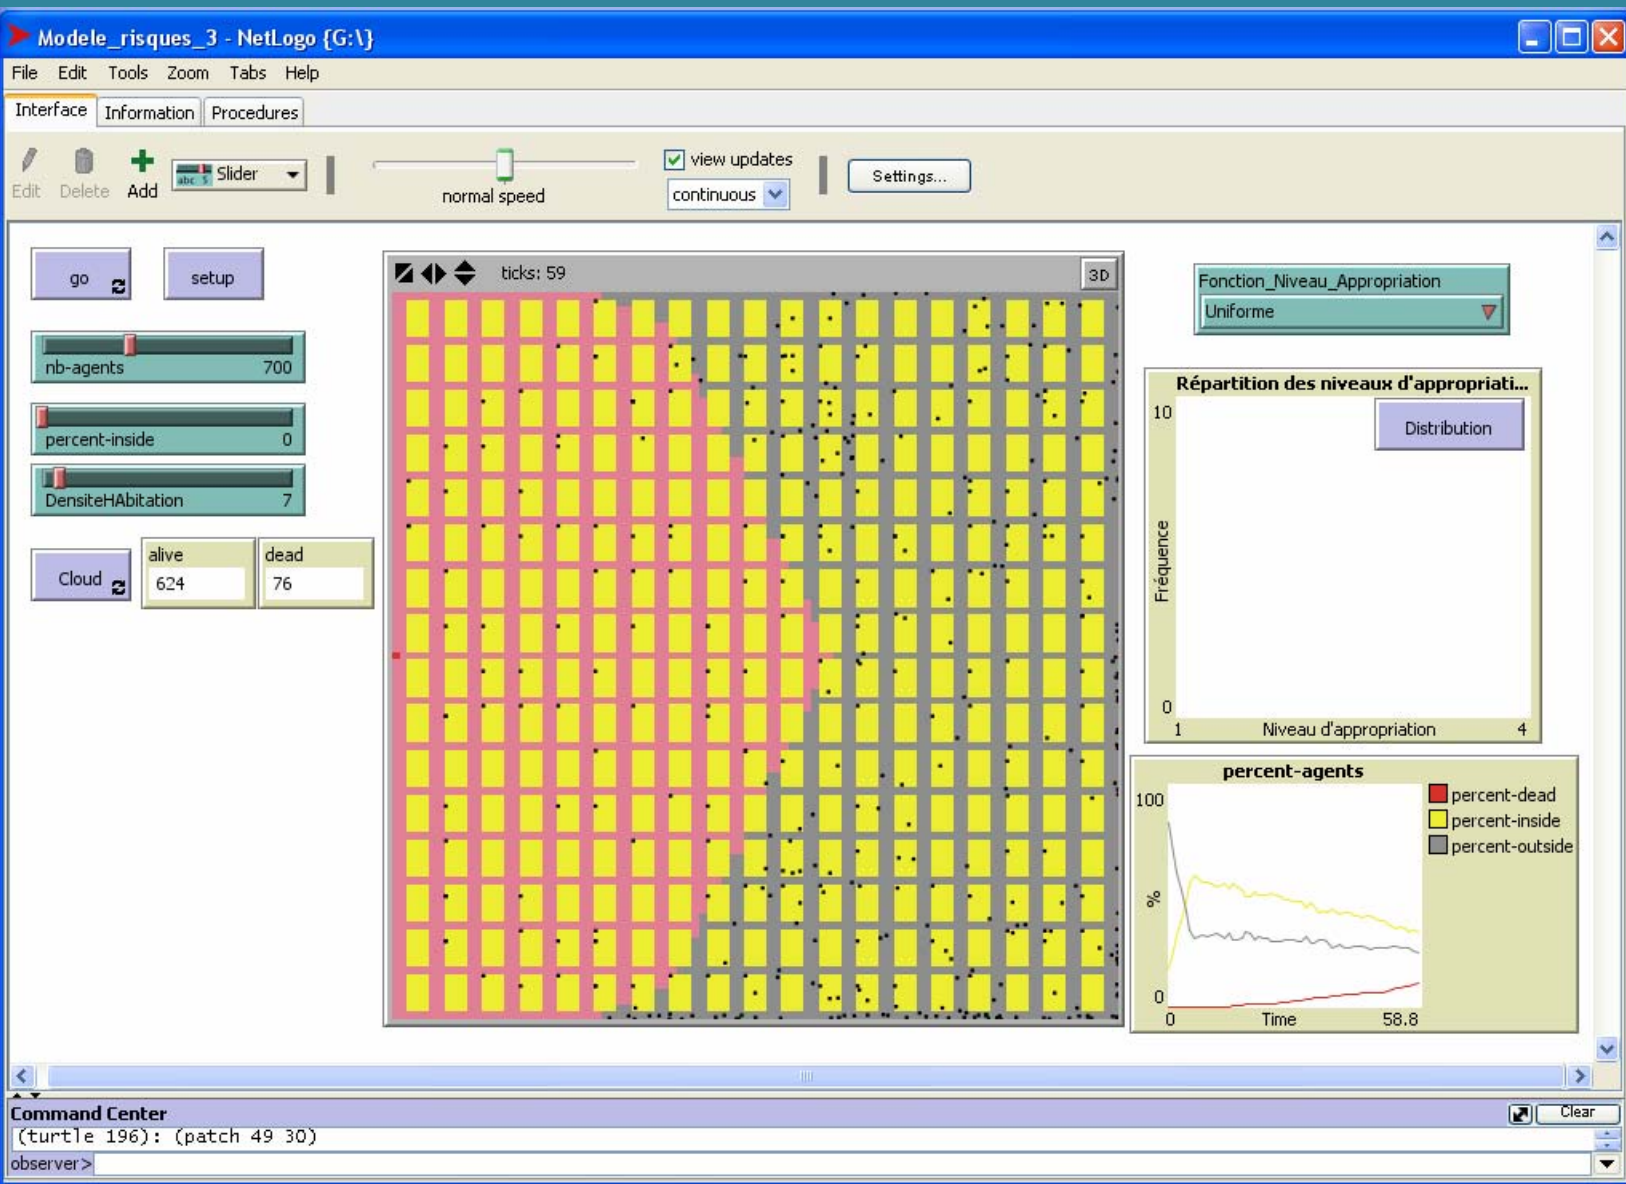 Modele_risques_3 - NetLogo {G:\}
File Edit Tools Zoom Tabs Help
Interface Information Procedures
Edit Delete Add abc 5 Slider normal speed view updates continuous Settings...
go setup
nb-agents 700
percent-inside 0
DensiteHAbitation 7
Cloud
alive 624
dead 76
ticks: 59 3D
Fonction_Niveau_Appropriation
Uniforme
Répartition des niveaux d'appropriati...
10
Distribution
Fréquence
0
1 Niveau d'appropriation 4
percent-agents
100
percent-dead
percent-inside
percent-outside
%
0
0 Time 58.8
Command Center Clear
(turtle 196): (patch 49 30)
observer>